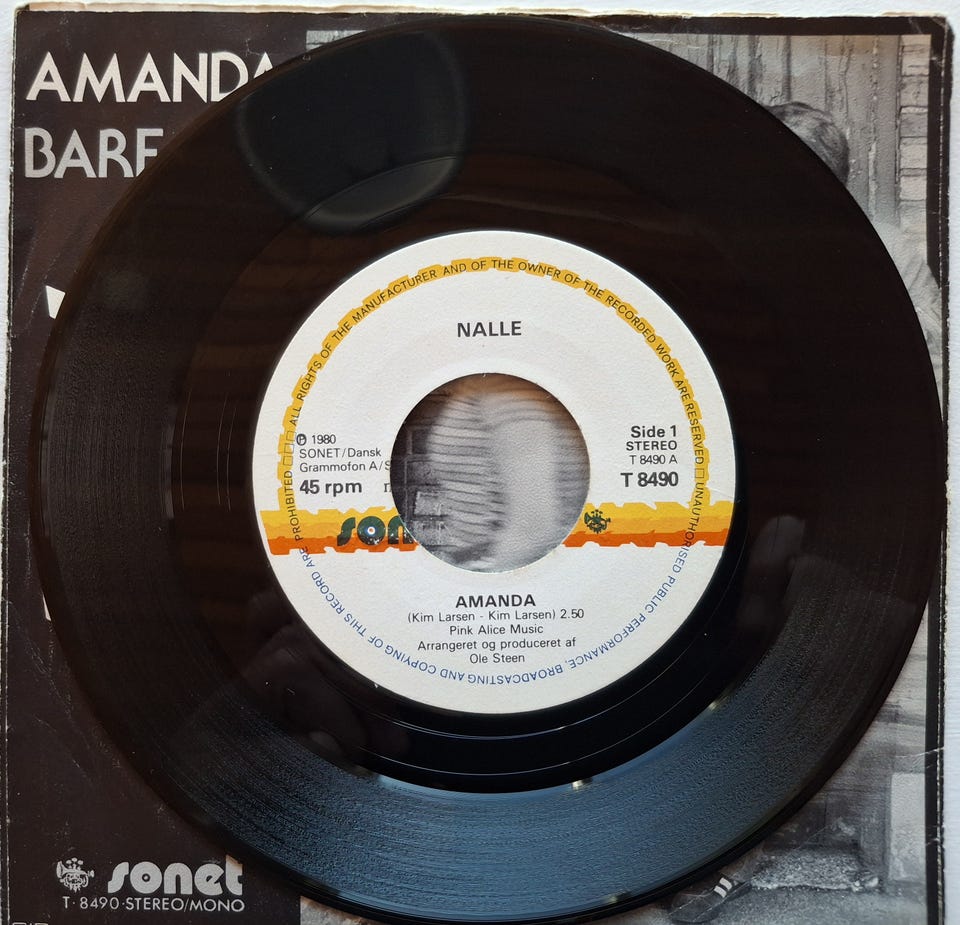 AMANDA
BARF
NALLE
ALL RIGHTS OF THE MANUFACTURER AND OF THE OWNER OF THE RECORDED WORK ARE RESERVED □ UNAUTHORISED PUBLIC PERFORMANCE, BROADCASTING AND COPYING OF THIS RECORD ARE PROHIBITED □□
℗ 1980
SONET/Dansk
Grammofon A/S
45 rpm n
Side 1
STEREO
T 8490 A
T 8490
son
AMANDA
(Kim Larsen - Kim Larsen) 2.50
Pink Alice Music
Arrangeret og produceret af
Ole Steen
sonet
T·8490·STEREO/MONO